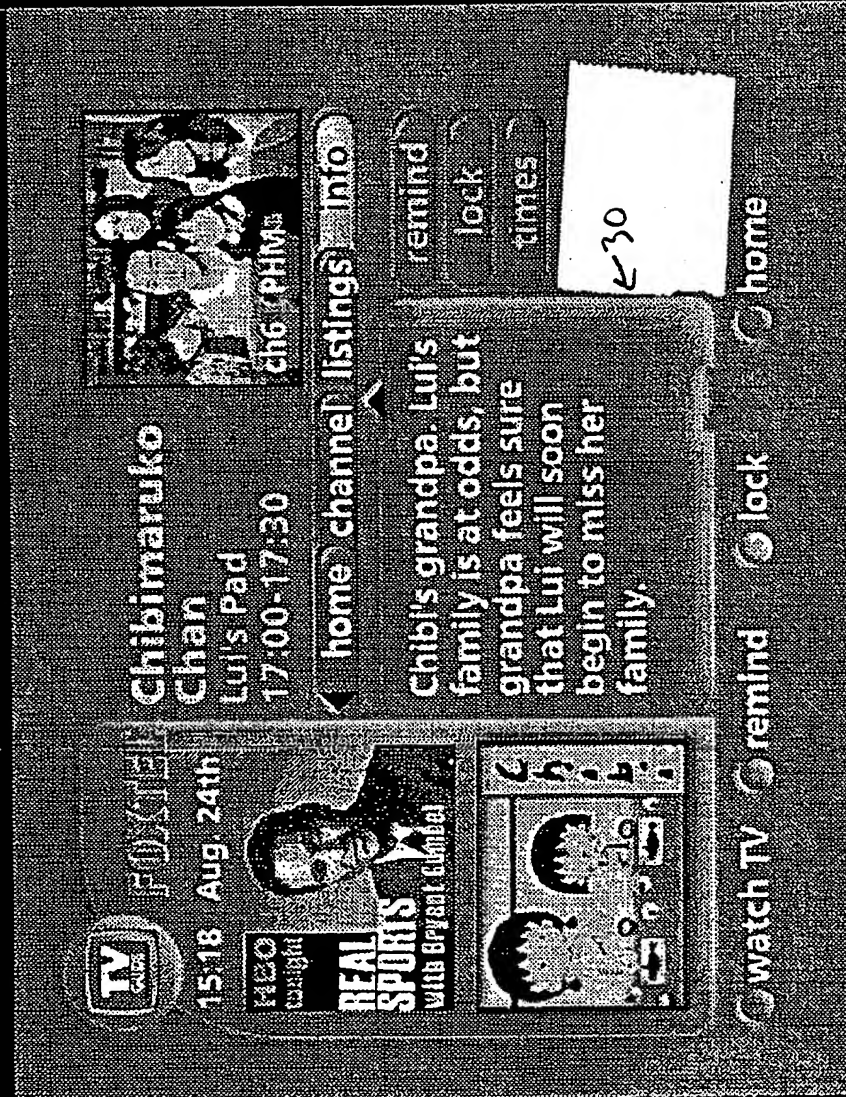 TV
GUIDE
FOXTEL
15:18 Aug. 24th
HBO
tonight
REAL
SPORTS
with Bryant Gumbel
Chibi
Chibimaruko
Chan
Lui's Pad
17:00-17:30
ch6
home channel listings info
Chibi's grandpa. Lui's
family is at odds, but
grandpa feels sure
that Lui will soon
begin to miss her
family.
remind
lock
times
←30
watch TV remind lock home